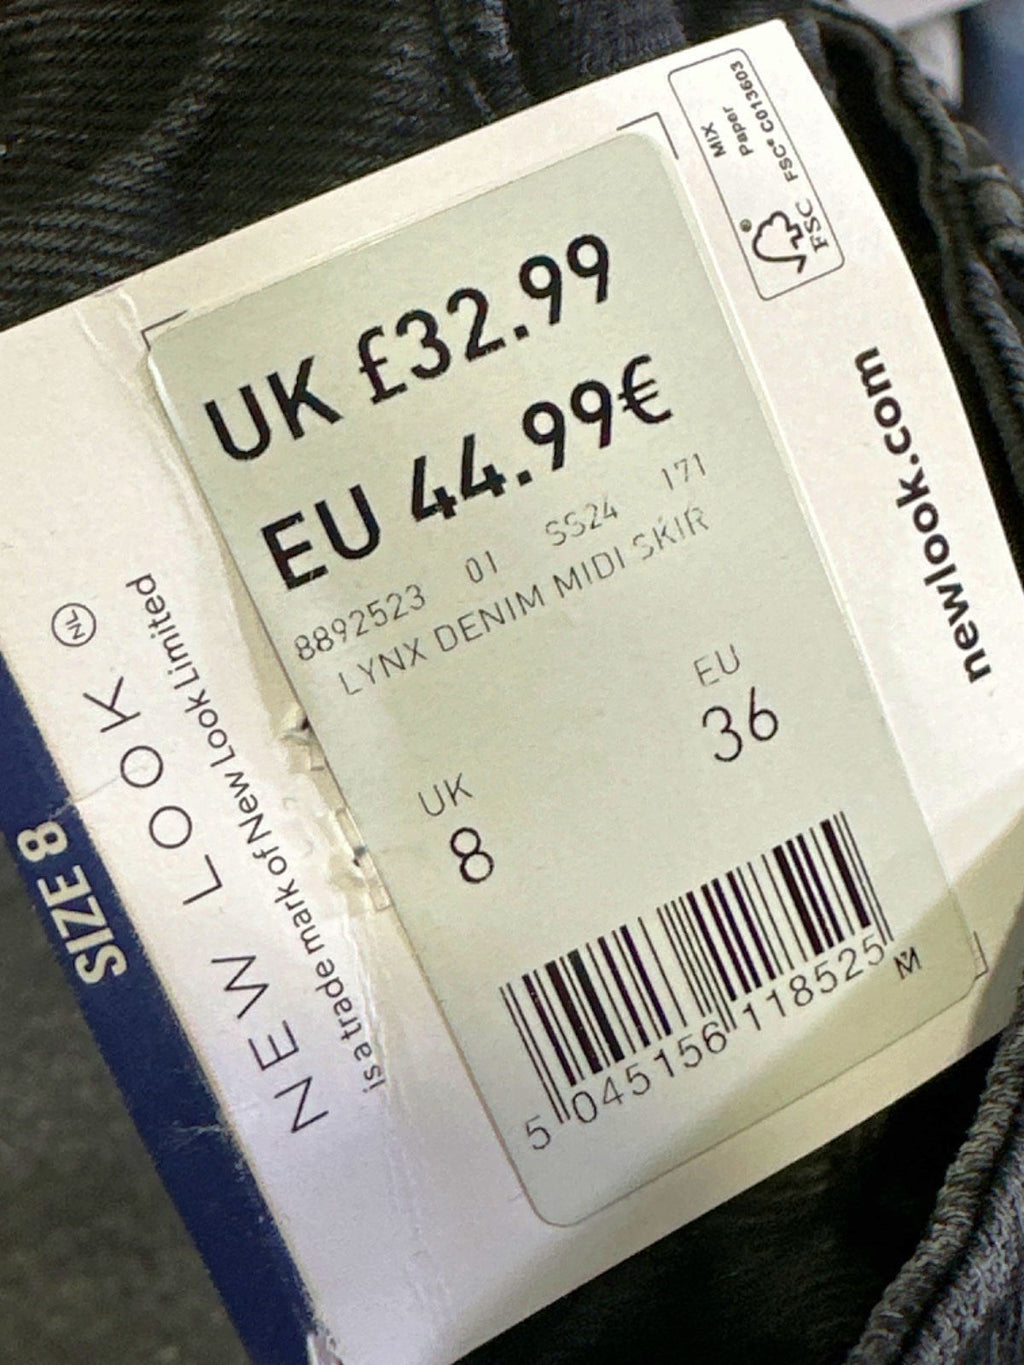 UK £32.99
EU 44.99€
8892523 01 SS24 171
LYNX DENIM MIDI SKIR
UK EU
8 36
5 045156 118525
NEW LOOK NL
is a trade mark of New Look Limited
SIZE 8
newlook.com
FSC
MIX
Paper
FSC® C013603